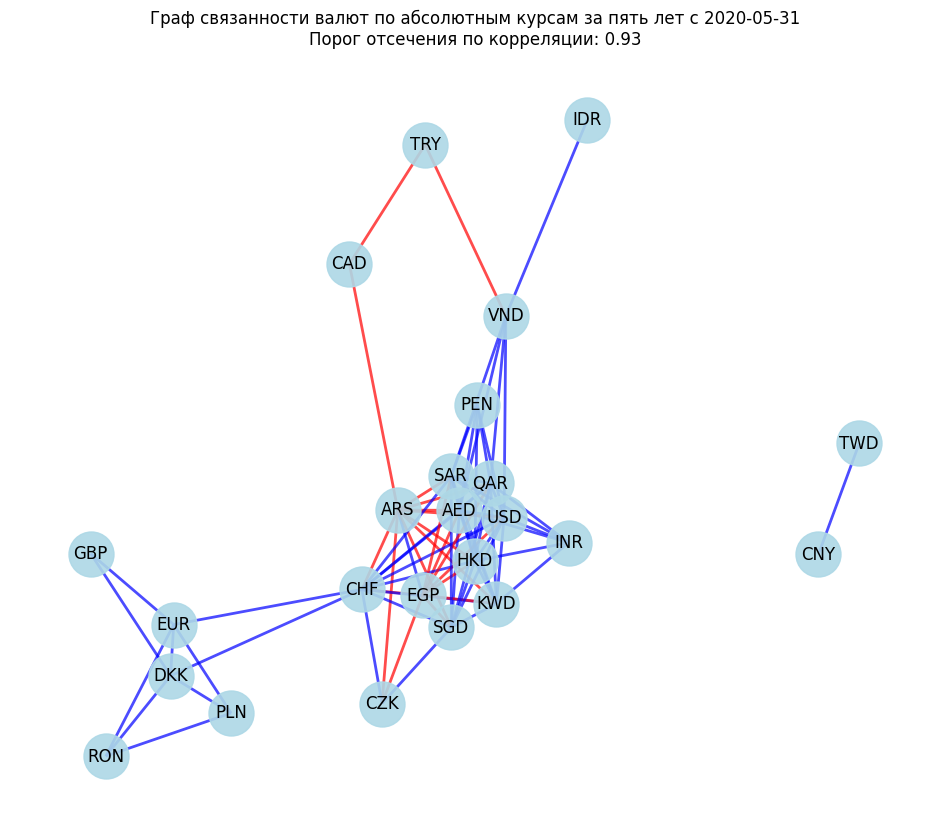 Граф связанности валют по абсолютным курсам за пять лет с 2020-05-31
Порог отсечения по корреляции: 0.93
IDR
TRY
CAD
VND
PEN
TWD
SAR
QAR
ARS
AED
USD
INR
GBP
CNY
HKD
CHF
EGP
KWD
EUR
SGD
DKK
CZK
PLN
RON